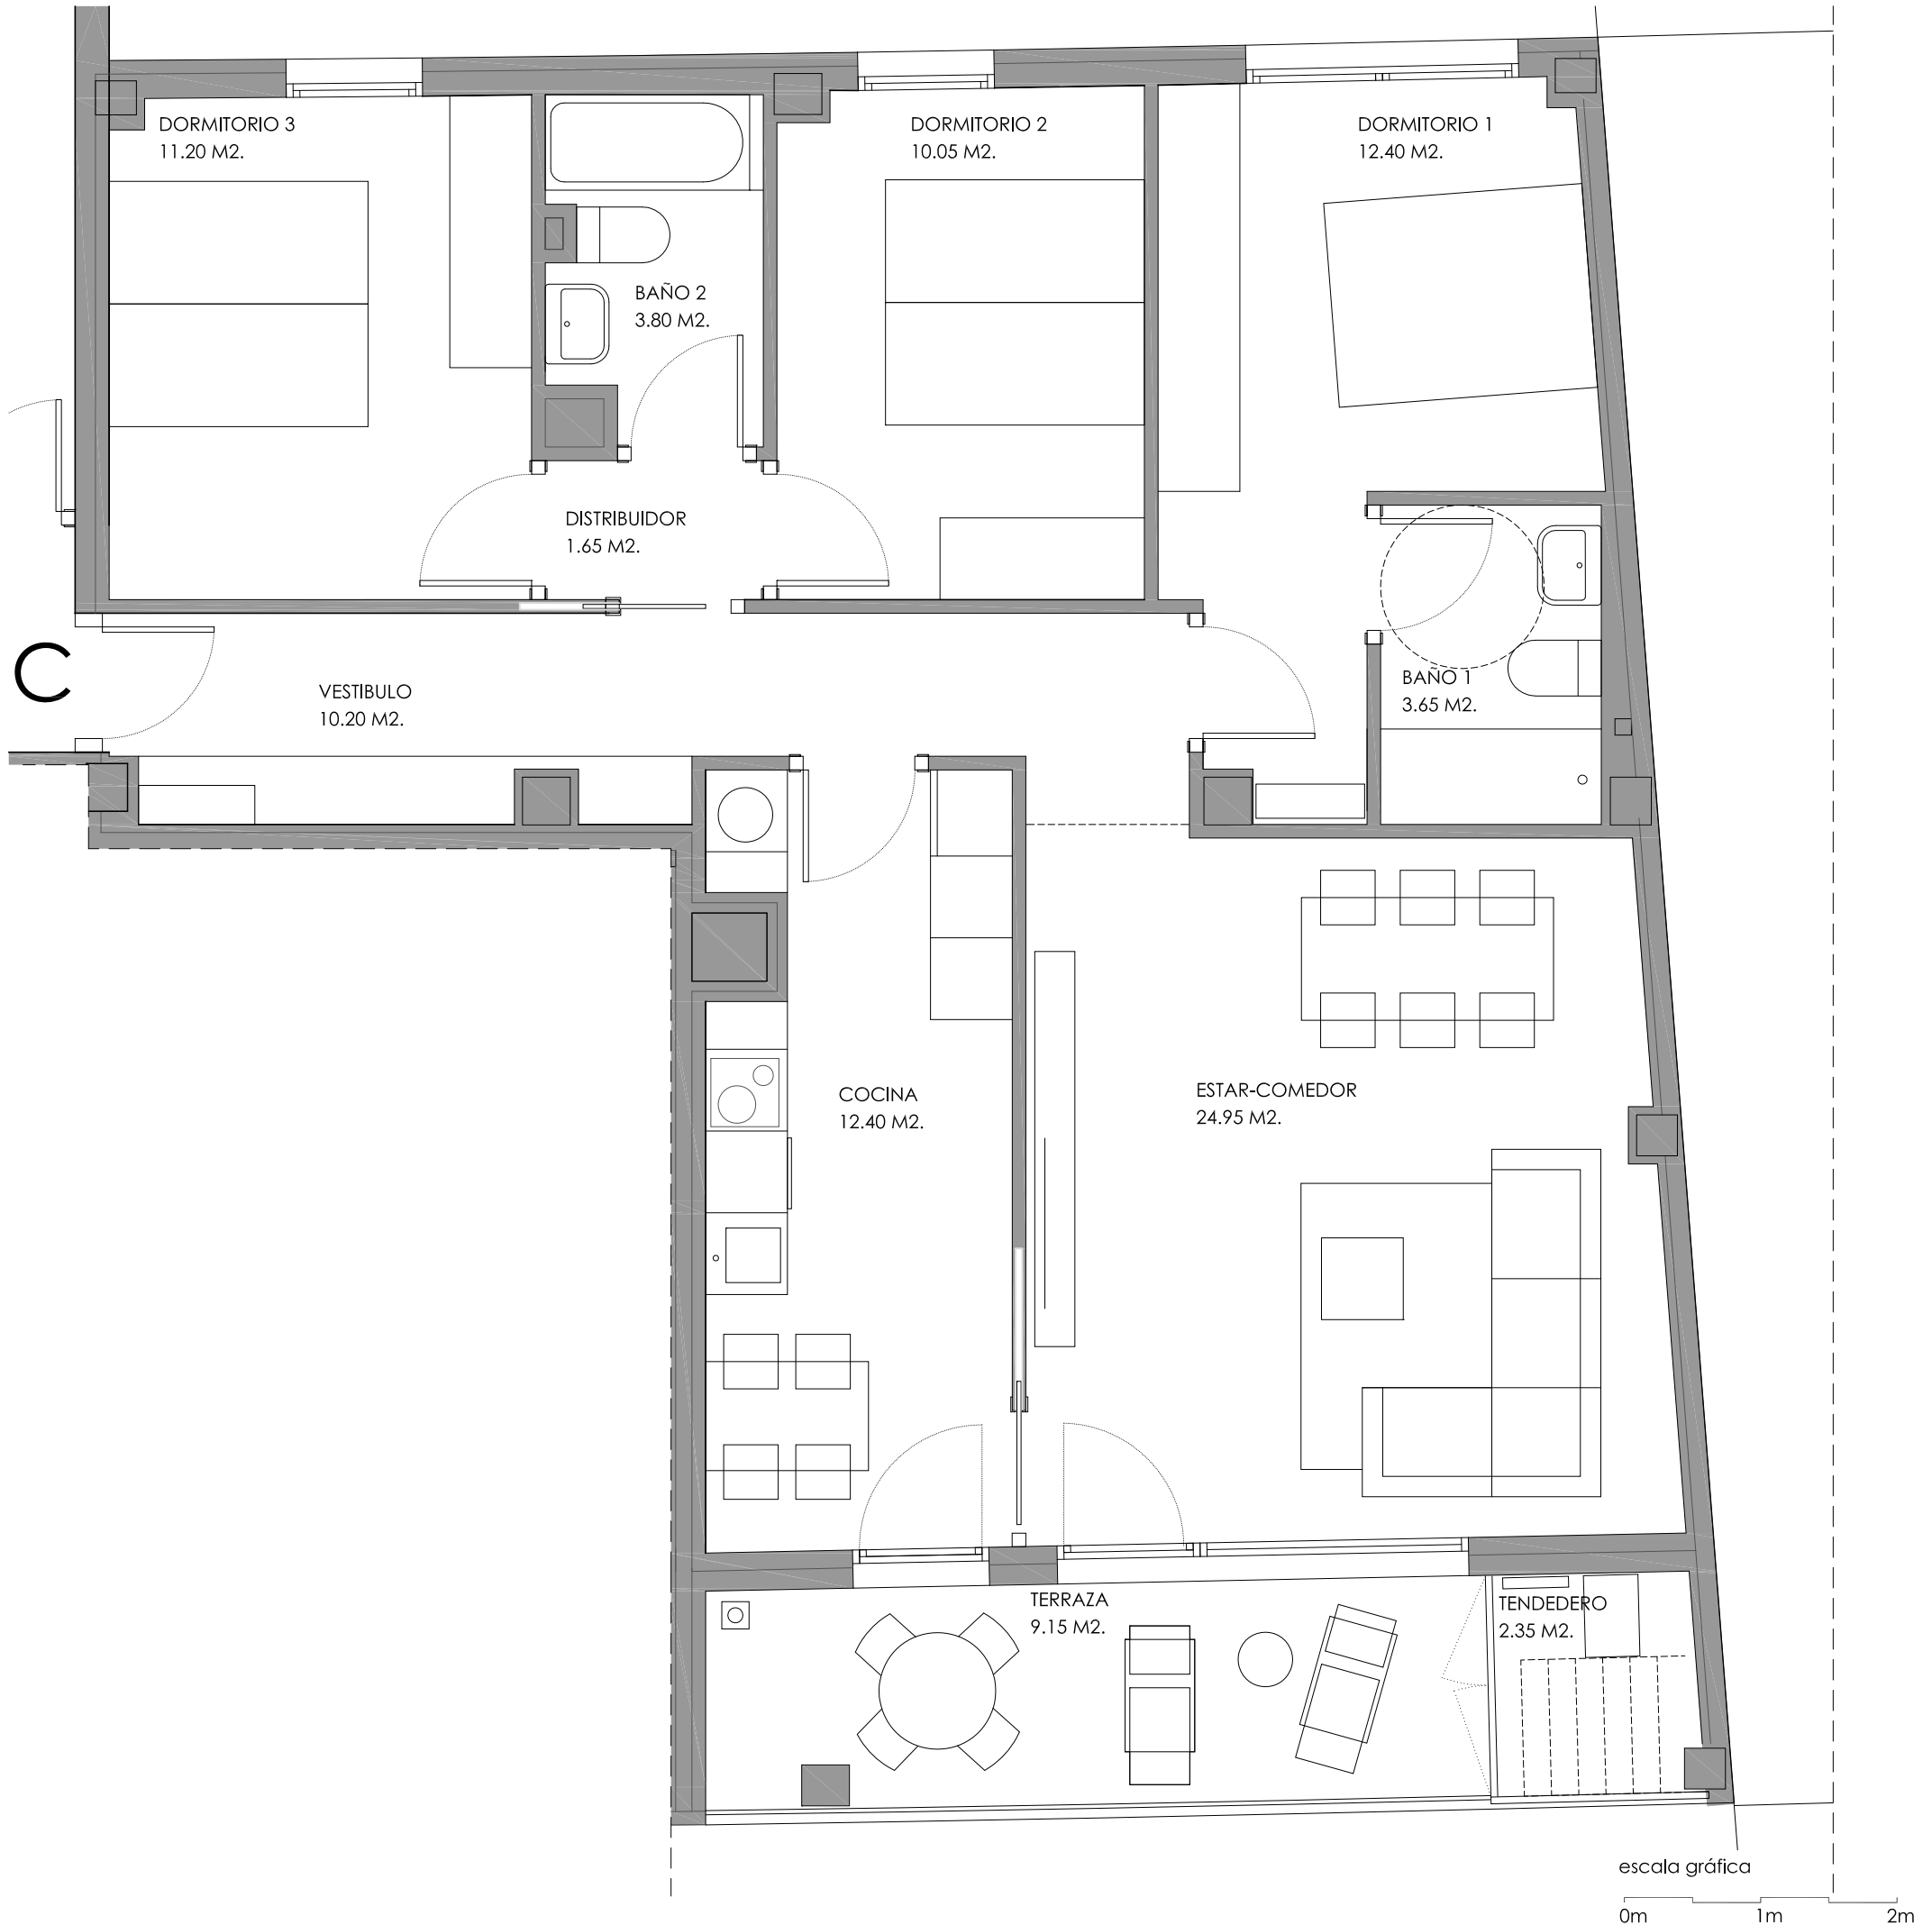 DORMITORIO 3
11.20 M2.
DORMITORIO 2
10.05 M2.
DORMITORIO 1
12.40 M2.
BAÑO 2
3.80 M2.
DISTRIBUIDOR
1.65 M2.
C
VESTIBULO
10.20 M2.
BAÑO 1
3.65 M2.
COCINA
12.40 M2.
ESTAR-COMEDOR
24.95 M2.
TERRAZA
9.15 M2.
TENDEDERO
2.35 M2.
escala gráfica
0m 1m 2m